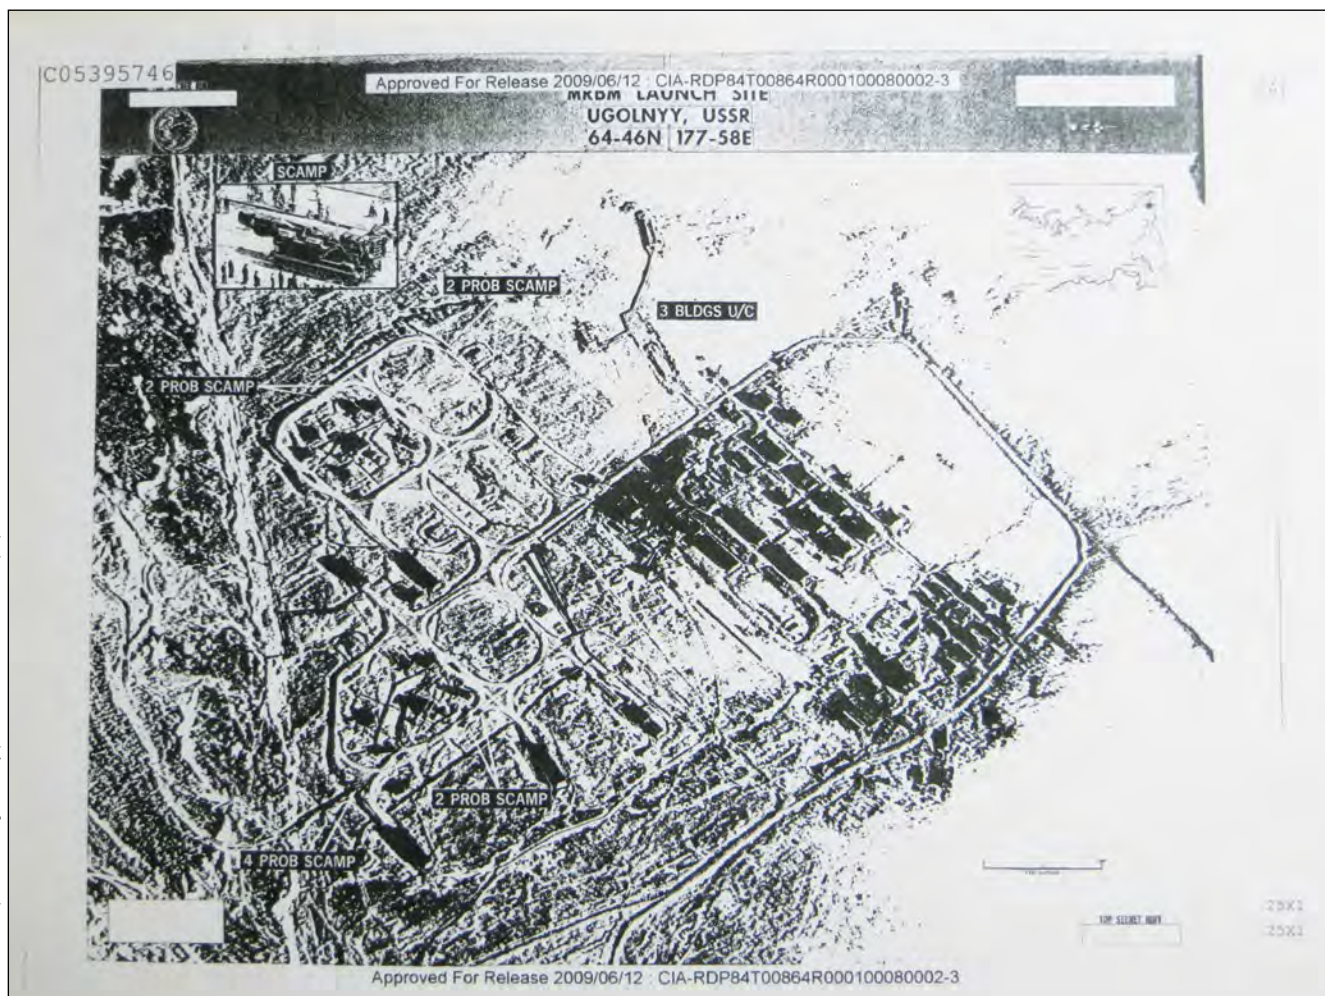 C05395746
Approved For Release 2009/06/12 : CIA-RDP84T00864R000100080002-3
MRBM LAUNCH SITE
UGOLNYY, USSR
64-46N 177-58E
SCAMP
2 PROB SCAMP
3 BLDGS U/C
2 PROB SCAMP
2 PROB SCAMP
4 PROB SCAMP
TOP SECRET RUFF
25X1
25X1
Approved For Release 2009/06/12 : CIA-RDP84T00864R000100080002-3